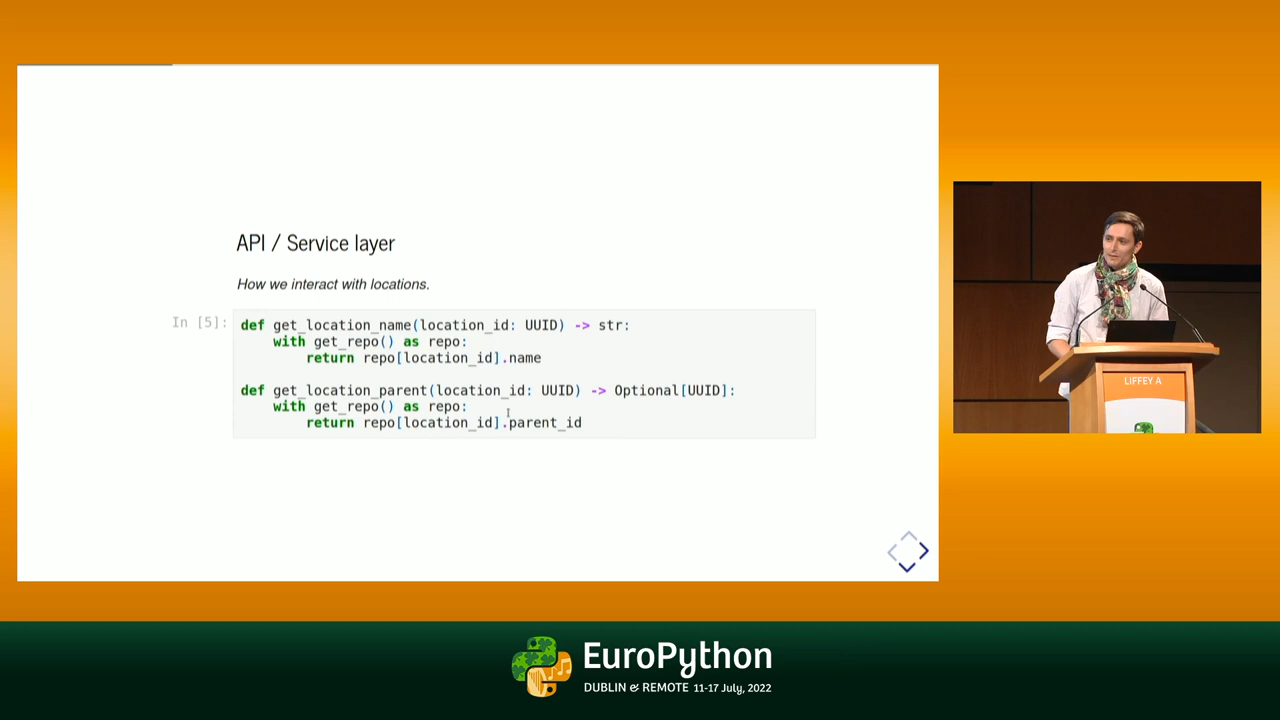 API / Service layer
How we interact with locations.
In [5]:
def get_location_name(location_id: UUID) -> str:
    with get_repo() as repo:
        return repo[location_id].name
def get_location_parent(location_id: UUID) -> Optional[UUID]:
    with get_repo() as repo:
        return repo[location_id].parent_id
LIFFEY A
EuroPython
DUBLIN & REMOTE 11-17 July, 2022